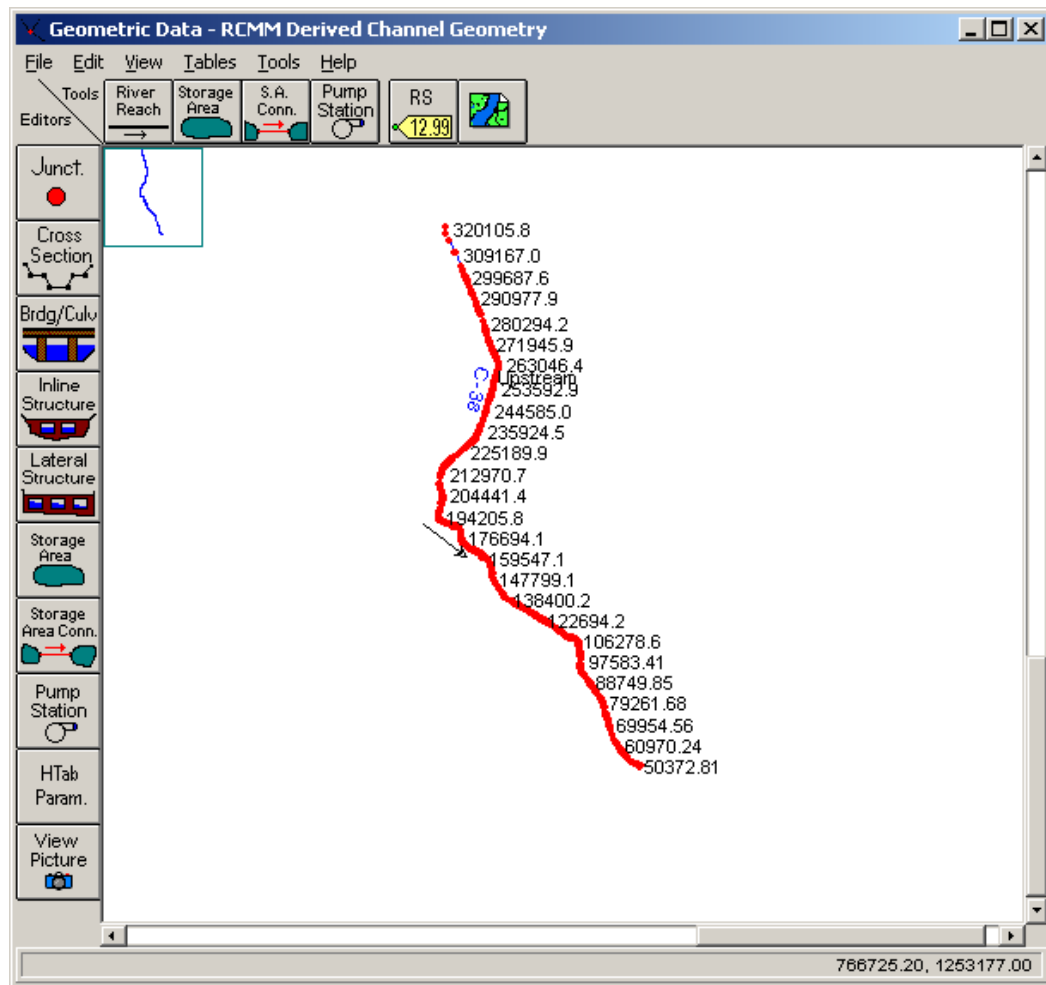 Geometric Data - RCMM Derived Channel Geometry
File Edit View Tables Tools Help
Tools
Editors
River
Reach
Storage
Area
S.A.
Conn.
Pump
Station
RS
12.99
Junct.
Cross
Section
Brdg/Culv
Inline
Structure
Lateral
Structure
Storage
Area
Storage
Area Conn.
Pump
Station
HTab
Param.
View
Picture
320105.8
309167.0
299687.6
290977.9
280294.2
271945.9
263046.4
Upstream
253592.9
C-38
244585.0
235924.5
225189.9
212970.7
204441.4
194205.8
176694.1
159547.1
147799.1
138400.2
122694.2
106278.6
97583.41
88749.85
79261.68
69954.56
60970.24
50372.81
766725.20, 1253177.00